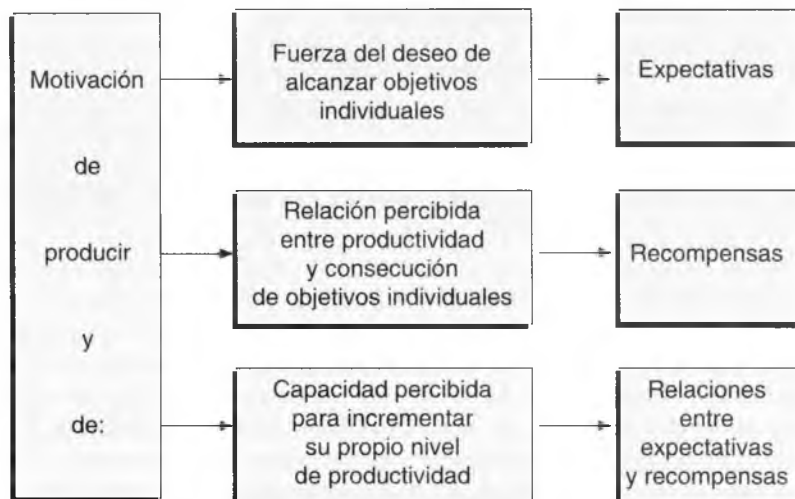 Motivación
de
producir
y
de:
Fuerza del deseo de
alcanzar objetivos
individuales
Expectativas
Relación percibida
entre productividad
y consecución
de objetivos individuales
Recompensas
Capacidad percibida
para incrementar
su propio nivel
de productividad
Relaciones
entre
expectativas
y recompensas